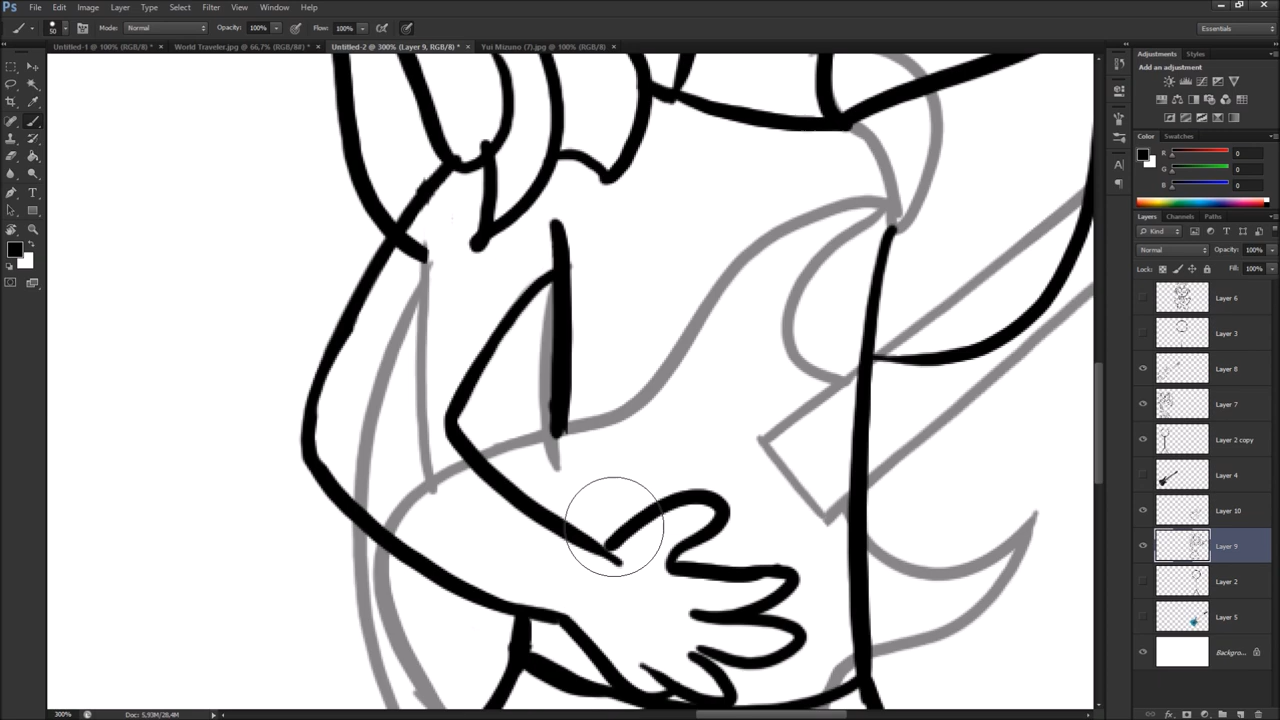 Ps File Edit Image Layer Type Select Filter View Window Help
50 Mode: Normal Opacity: 100% Flow: 100% Essentials
Untitled-1 @ 100% (RGB/8) * × World Traveler.jpg @ 66,7% (RGB/8#) * × Untitled-2 @ 300% (Layer 9, RGB/8) * × Yui Mizuno (7).jpg @ 100% (RGB/8) ×
Adjustments Styles
Add an adjustment
Color Swatches
R 0
G 0
B 0
Layers Channels Paths
Kind
Normal Opacity: 100%
Lock: Fill: 100%
Layer 6
Layer 3
Layer 8
Layer 7
Layer 2 copy
Layer 4
Layer 10
Layer 9
Layer 2
Layer 5
Backgro...
300% Doc: 5,93M/28,4M